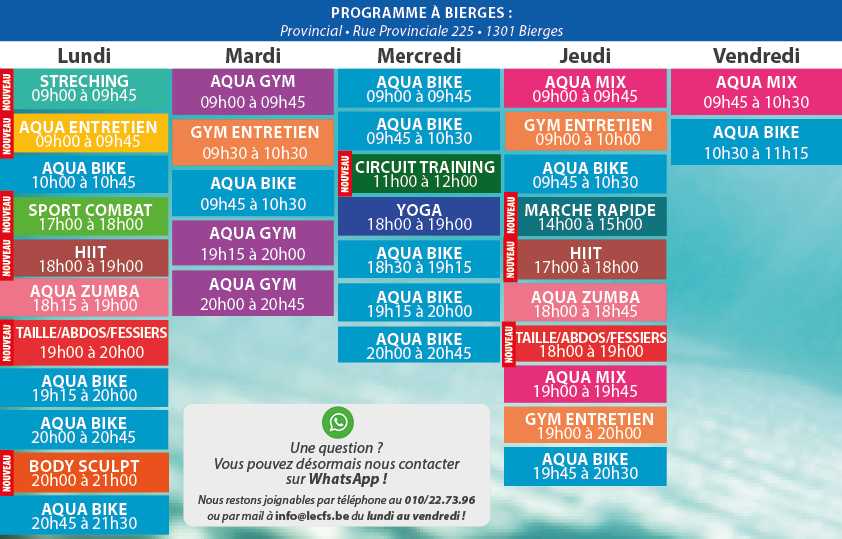 PROGRAMME À BIERGES :
Provincial • Rue Provinciale 225 • 1301 Bierges
Lundi
NOUVEAU
STRECHING
09h00 à 09h45
NOUVEAU
AQUA ENTRETIEN
09h00 à 09h45
AQUA BIKE
10h00 à 10h45
NOUVEAU
SPORT COMBAT
17h00 à 18h00
NOUVEAU
HIIT
18h00 à 19h00
AQUA ZUMBA
18h15 à 19h00
NOUVEAU
TAILLE/ABDOS/FESSIERS
19h00 à 20h00
AQUA BIKE
19h15 à 20h00
AQUA BIKE
20h00 à 20h45
NOUVEAU
BODY SCULPT
20h00 à 21h00
AQUA BIKE
20h45 à 21h30
Mardi
AQUA GYM
09h00 à 09h45
GYM ENTRETIEN
09h30 à 10h30
AQUA BIKE
09h45 à 10h30
AQUA GYM
19h15 à 20h00
AQUA GYM
20h00 à 20h45
Mercredi
AQUA BIKE
09h00 à 09h45
AQUA BIKE
09h45 à 10h30
NOUVEAU
CIRCUIT TRAINING
11h00 à 12h00
YOGA
18h00 à 19h00
AQUA BIKE
18h30 à 19h15
AQUA BIKE
19h15 à 20h00
AQUA BIKE
20h00 à 20h45
Jeudi
AQUA MIX
09h00 à 09h45
GYM ENTRETIEN
09h00 à 10h00
AQUA BIKE
09h45 à 10h30
NOUVEAU
MARCHE RAPIDE
14h00 à 15h00
NOUVEAU
HIIT
17h00 à 18h00
AQUA ZUMBA
18h00 à 18h45
NOUVEAU
TAILLE/ABDOS/FESSIERS
18h00 à 19h00
AQUA MIX
19h00 à 19h45
GYM ENTRETIEN
19h00 à 20h00
AQUA BIKE
19h45 à 20h30
Vendredi
AQUA MIX
09h45 à 10h30
AQUA BIKE
10h30 à 11h15
Une question ?
Vous pouvez désormais nous contacter
sur WhatsApp !
Nous restons joignables par téléphone au 010/22.73.96
ou par mail à info@lecfs.be du lundi au vendredi !